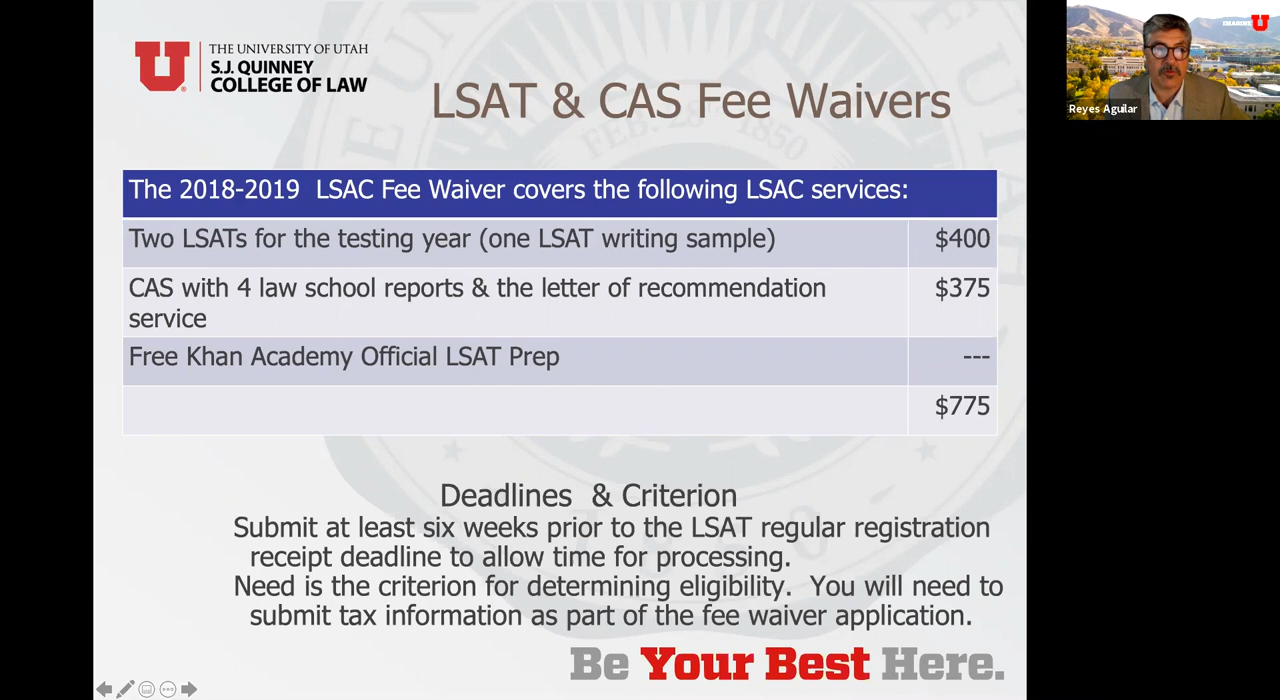 THE UNIVERSITY OF UTAH
S.J. QUINNEY
COLLEGE OF LAW
LSAT & CAS Fee Waivers
The 2018-2019 LSAC Fee Waiver covers the following LSAC services:
Two LSATs for the testing year (one LSAT writing sample) $400
CAS with 4 law school reports & the letter of recommendation service $375
Free Khan Academy Official LSAT Prep ---
$775
Deadlines & Criterion
Submit at least six weeks prior to the LSAT regular registration
receipt deadline to allow time for processing.
Need is the criterion for determining eligibility. You will need to
submit tax information as part of the fee waiver application.
Be Your Best Here.
FEB. 28 1850
IMAGINE U
Reyes Aguilar